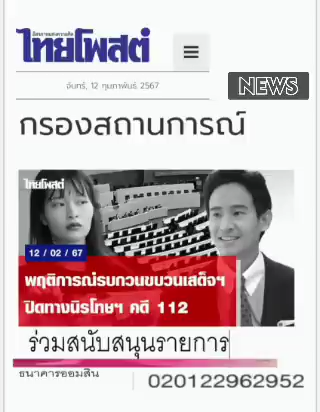 อิสรภาพแห่งความคิด
ไทยโพสต์
จันทร์, 12 กุมภาพันธ์ 2567
NEWS
กรองสถานการณ์
ไทยโพสต์
12 / 02 / 67
พฤติการณ์รบกวนขบวนเสด็จฯ
ปิดทางนิรโทษฯ คดี 112
ร่วมสนับสนุนรายการ
ธนาคารออมสิน
020122962952